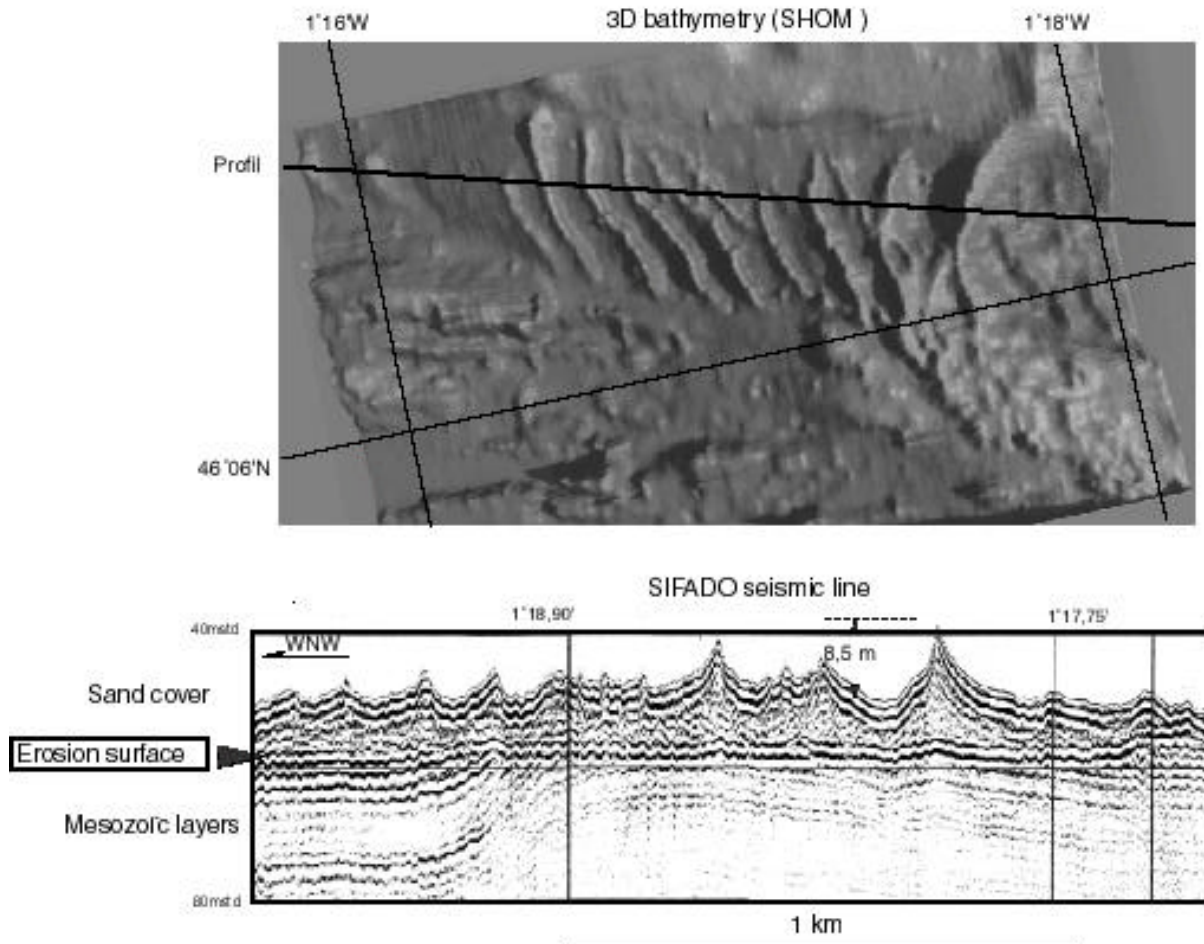 1°16'W 3D bathymetry (SHOM ) 1°18'W
Profil
46°06'N
SIFADO seismic line
1°18,90' 1°17,75'
40mstd
WNW
8,5 m
Sand cover
Erosion surface
Mesozoïc layers
80mstd
1 km